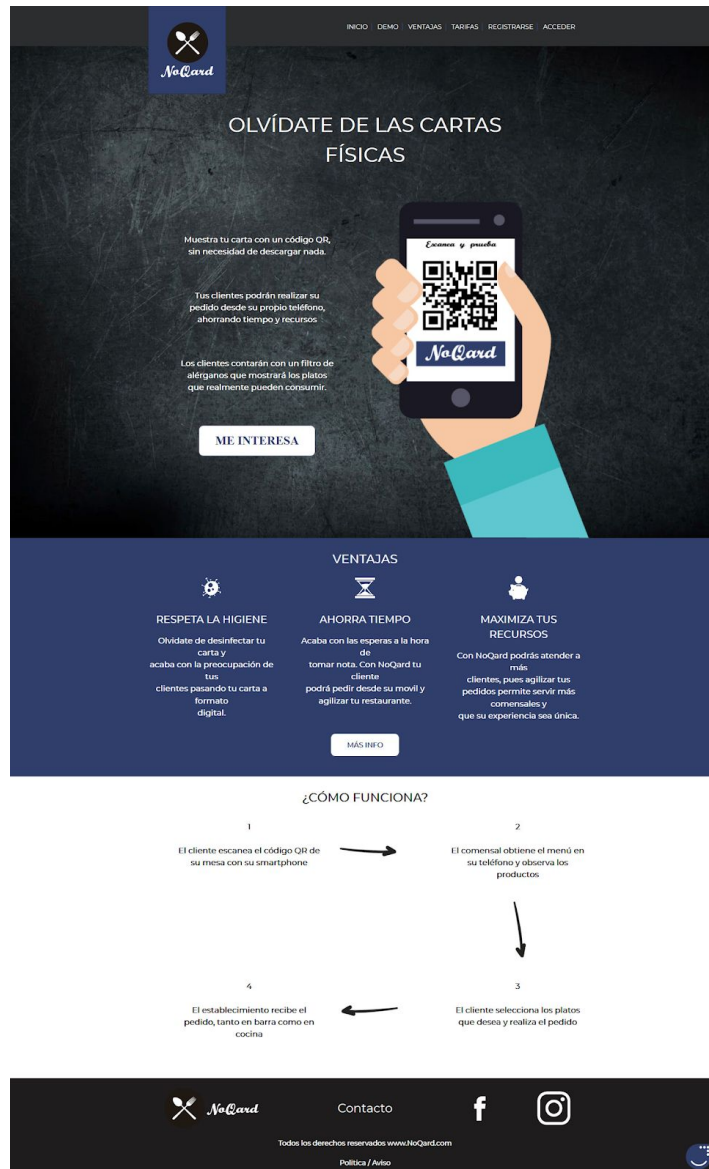 INICIO DEMO VENTAJAS TARIFAS REGISTRARSE ACCEDER
NoQard
OLVÍDATE DE LAS CARTAS
FÍSICAS
Muestra tu carta con un código QR,
sin necesidad de descargar nada.
Tus clientes podrán realizar su
pedido desde su propio teléfono,
ahorrando tiempo y recursos
Los clientes contarán con un filtro de
alérganos que mostrará los platos
que realmente pueden consumir.
ME INTERESA
Escanea y prueba
NoQard
VENTAJAS
RESPETA LA HIGIENE
Olvidate de desinfectar tu
carta y
acaba con la preocupación de
tus
clientes pasando tu carta a
formato
digital.
AHORRA TIEMPO
Acaba con las esperas a la hora
de
tomar nota. Con NoQard tu
cliente
podrá pedir desde su movil y
agilizar tu restaurante.
MAXIMIZA TUS
RECURSOS
Con NoQard podrás atender a
más
clientes, pues agilizar tus
pedidos permite servir más
comensales y
que su experiencia sea única.
MÁS INFO
¿CÓMO FUNCIONA?
1
El cliente escanea el código QR de
su mesa con su smartphone
2
El comensal obtiene el menú en
su teléfono y observa los
productos
3
El cliente selecciona los platos
que desea y realiza el pedido
4
El establecimiento recibe el
pedido, tanto en barra como en
cocina
NoQard
Contacto
Todos los derechos reservados www.NoQard.com
Politica / Aviso